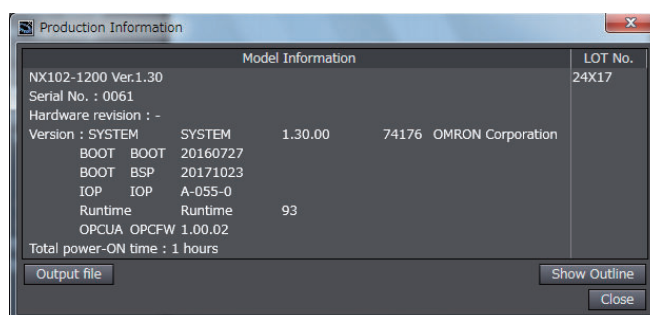 Production Information
Model Information LOT No.
NX102-1200 Ver.1.30 24X17
Serial No. : 0061
Hardware revision : -
Version : SYSTEM SYSTEM 1.30.00 74176 OMRON Corporation
BOOT BOOT 20160727
BOOT BSP 20171023
IOP IOP A-055-0
Runtime Runtime 93
OPCUA OPCFW 1.00.02
Total power-ON time : 1 hours
Output file Show Outline
Close